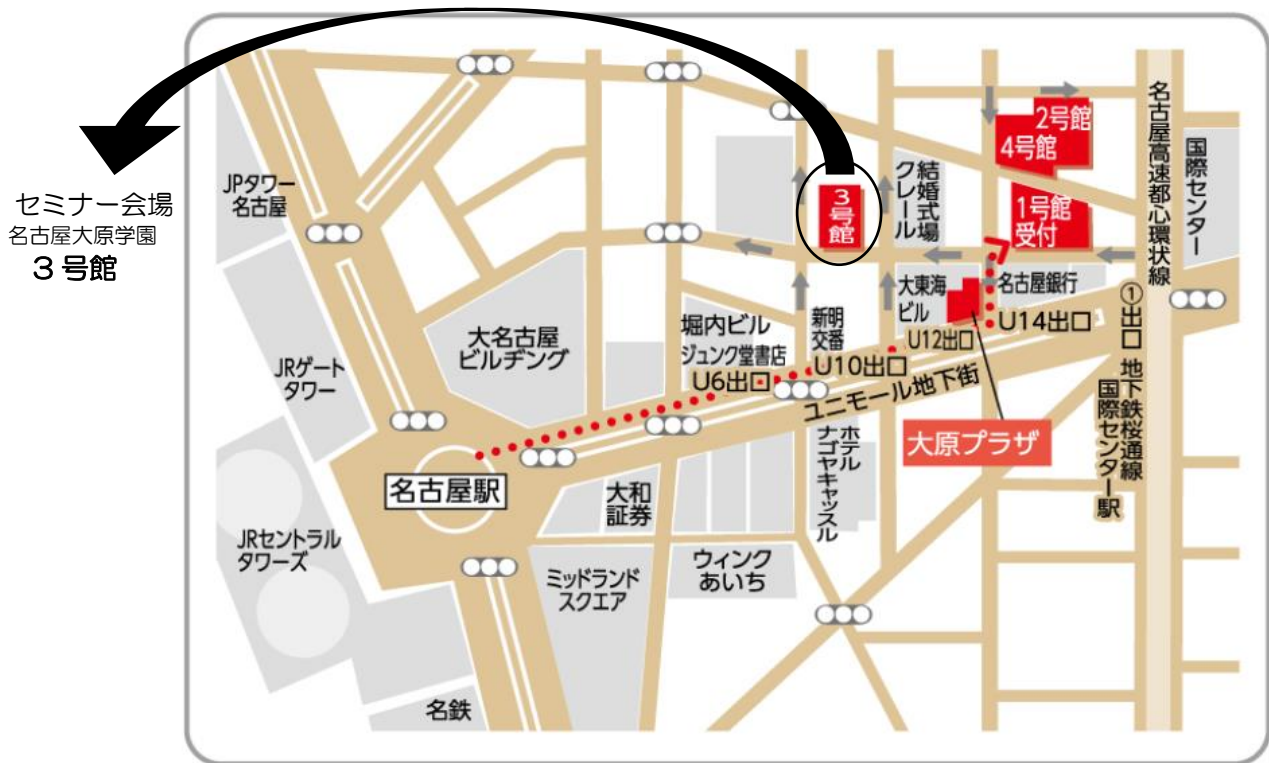 セミナー会場
名古屋大原学園
3号館
JPタワー
名古屋
JRゲート
タワー
JRセントラル
タワーズ
名鉄
名古屋駅
大名古屋
ビルヂング
大和
証券
ミッドランド
スクエア
ウィンク
あいち
堀内ビル
ジュンク堂書店
U6出口
新明
交番
U10出口
ユニモール地下街
ホテル
ナゴヤキャッスル
3号館
結婚式場
クレール
大東海
ビル
U12出口
U14出口
名古屋銀行
大原プラザ
2号館
4号館
1号館
受付
名古屋高速都心環状線
国際センター
①出口
地下鉄桜通線
国際センター駅